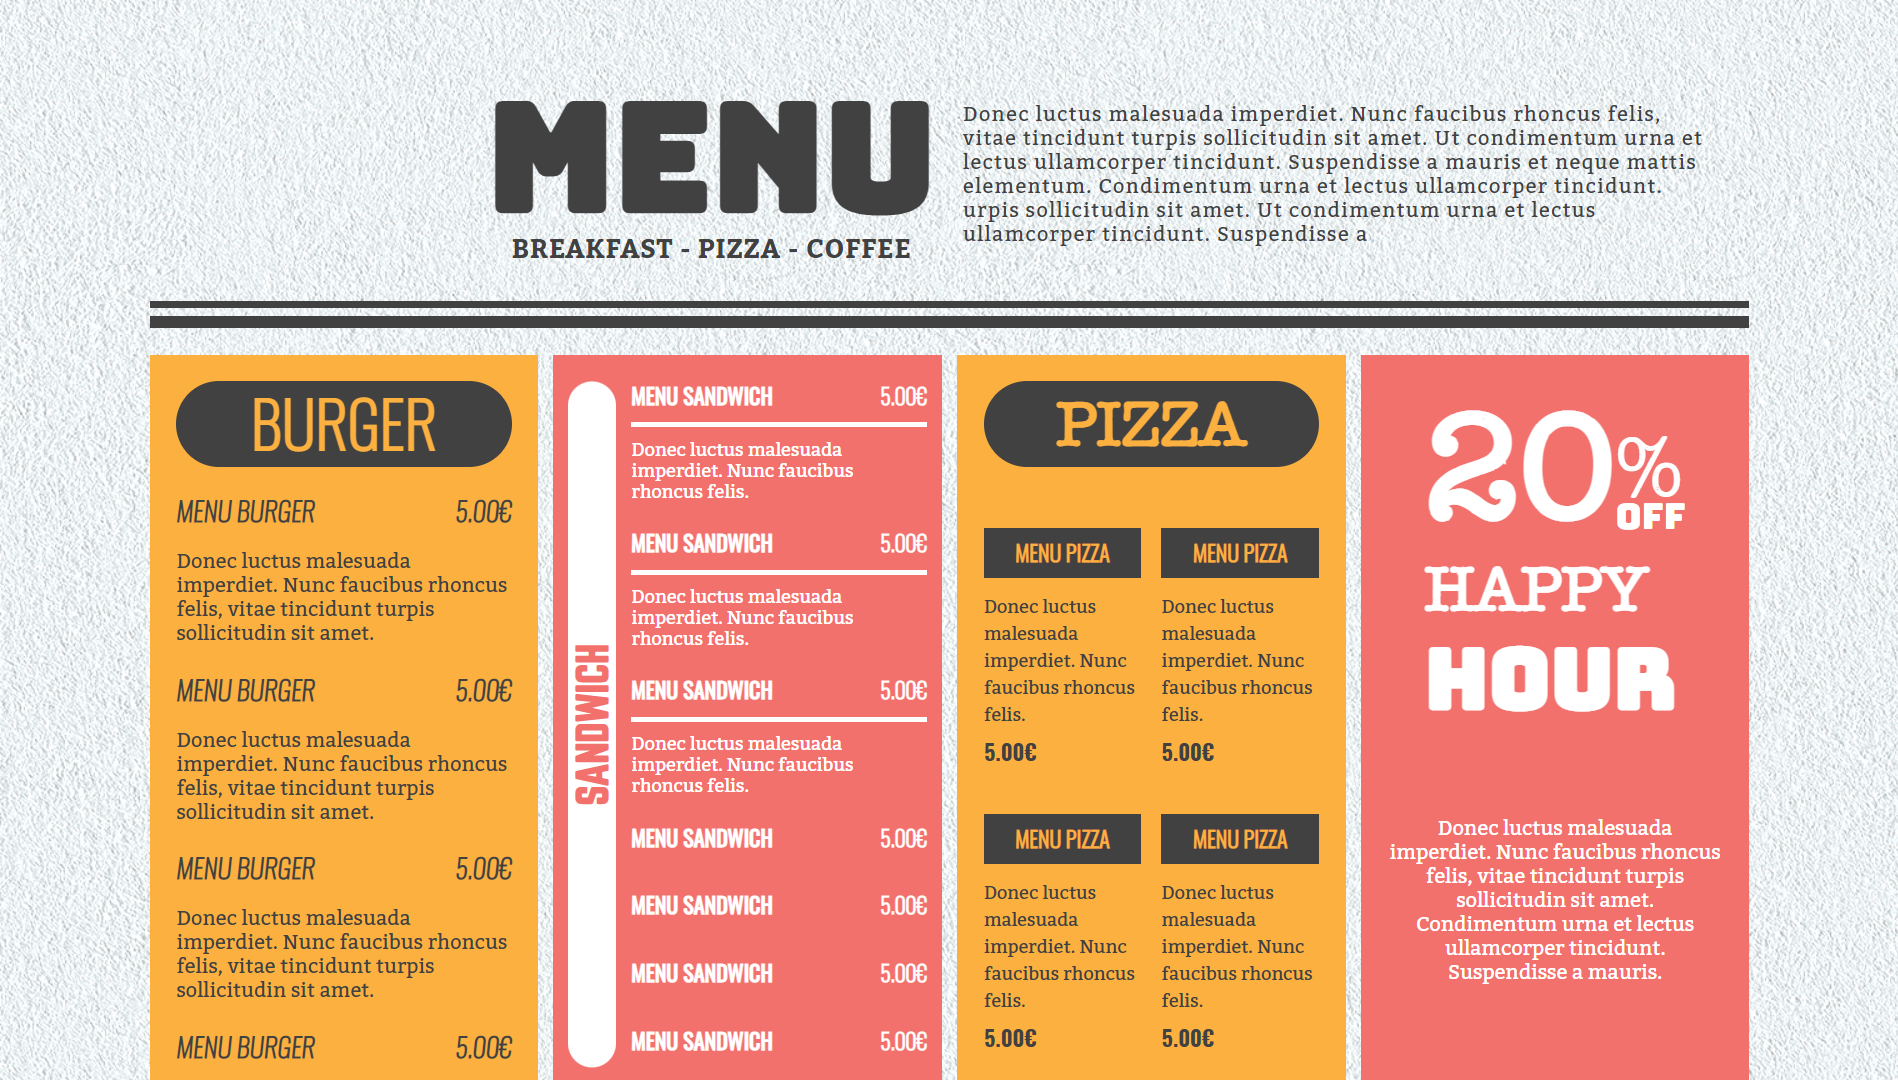 MENU
BREAKFAST - PIZZA - COFFEE
Donec luctus malesuada imperdiet. Nunc faucibus rhoncus felis,
vitae tincidunt turpis sollicitudin sit amet. Ut condimentum urna et
lectus ullamcorper tincidunt. Suspendisse a mauris et neque mattis
elementum. Condimentum urna et lectus ullamcorper tincidunt.
urpis sollicitudin sit amet. Ut condimentum urna et lectus
ullamcorper tincidunt. Suspendisse a
BURGER
MENU BURGER 5.00€
Donec luctus malesuada
imperdiet. Nunc faucibus rhoncus
felis, vitae tincidunt turpis
sollicitudin sit amet.
MENU BURGER 5.00€
Donec luctus malesuada
imperdiet. Nunc faucibus rhoncus
felis, vitae tincidunt turpis
sollicitudin sit amet.
MENU BURGER 5.00€
Donec luctus malesuada
imperdiet. Nunc faucibus rhoncus
felis, vitae tincidunt turpis
sollicitudin sit amet.
MENU BURGER 5.00€
SANDWICH
MENU SANDWICH 5.00€
Donec luctus malesuada
imperdiet. Nunc faucibus
rhoncus felis.
MENU SANDWICH 5.00€
Donec luctus malesuada
imperdiet. Nunc faucibus
rhoncus felis.
MENU SANDWICH 5.00€
Donec luctus malesuada
imperdiet. Nunc faucibus
rhoncus felis.
MENU SANDWICH 5.00€
MENU SANDWICH 5.00€
MENU SANDWICH 5.00€
MENU SANDWICH 5.00€
PIZZA
MENU PIZZA
Donec luctus
malesuada
imperdiet. Nunc
faucibus rhoncus
felis.
5.00€
MENU PIZZA
Donec luctus
malesuada
imperdiet. Nunc
faucibus rhoncus
felis.
5.00€
MENU PIZZA
Donec luctus
malesuada
imperdiet. Nunc
faucibus rhoncus
felis.
5.00€
MENU PIZZA
Donec luctus
malesuada
imperdiet. Nunc
faucibus rhoncus
felis.
5.00€
20%
OFF
HAPPY
HOUR
Donec luctus malesuada
imperdiet. Nunc faucibus rhoncus
felis, vitae tincidunt turpis
sollicitudin sit amet.
Condimentum urna et lectus
ullamcorper tincidunt.
Suspendisse a mauris.